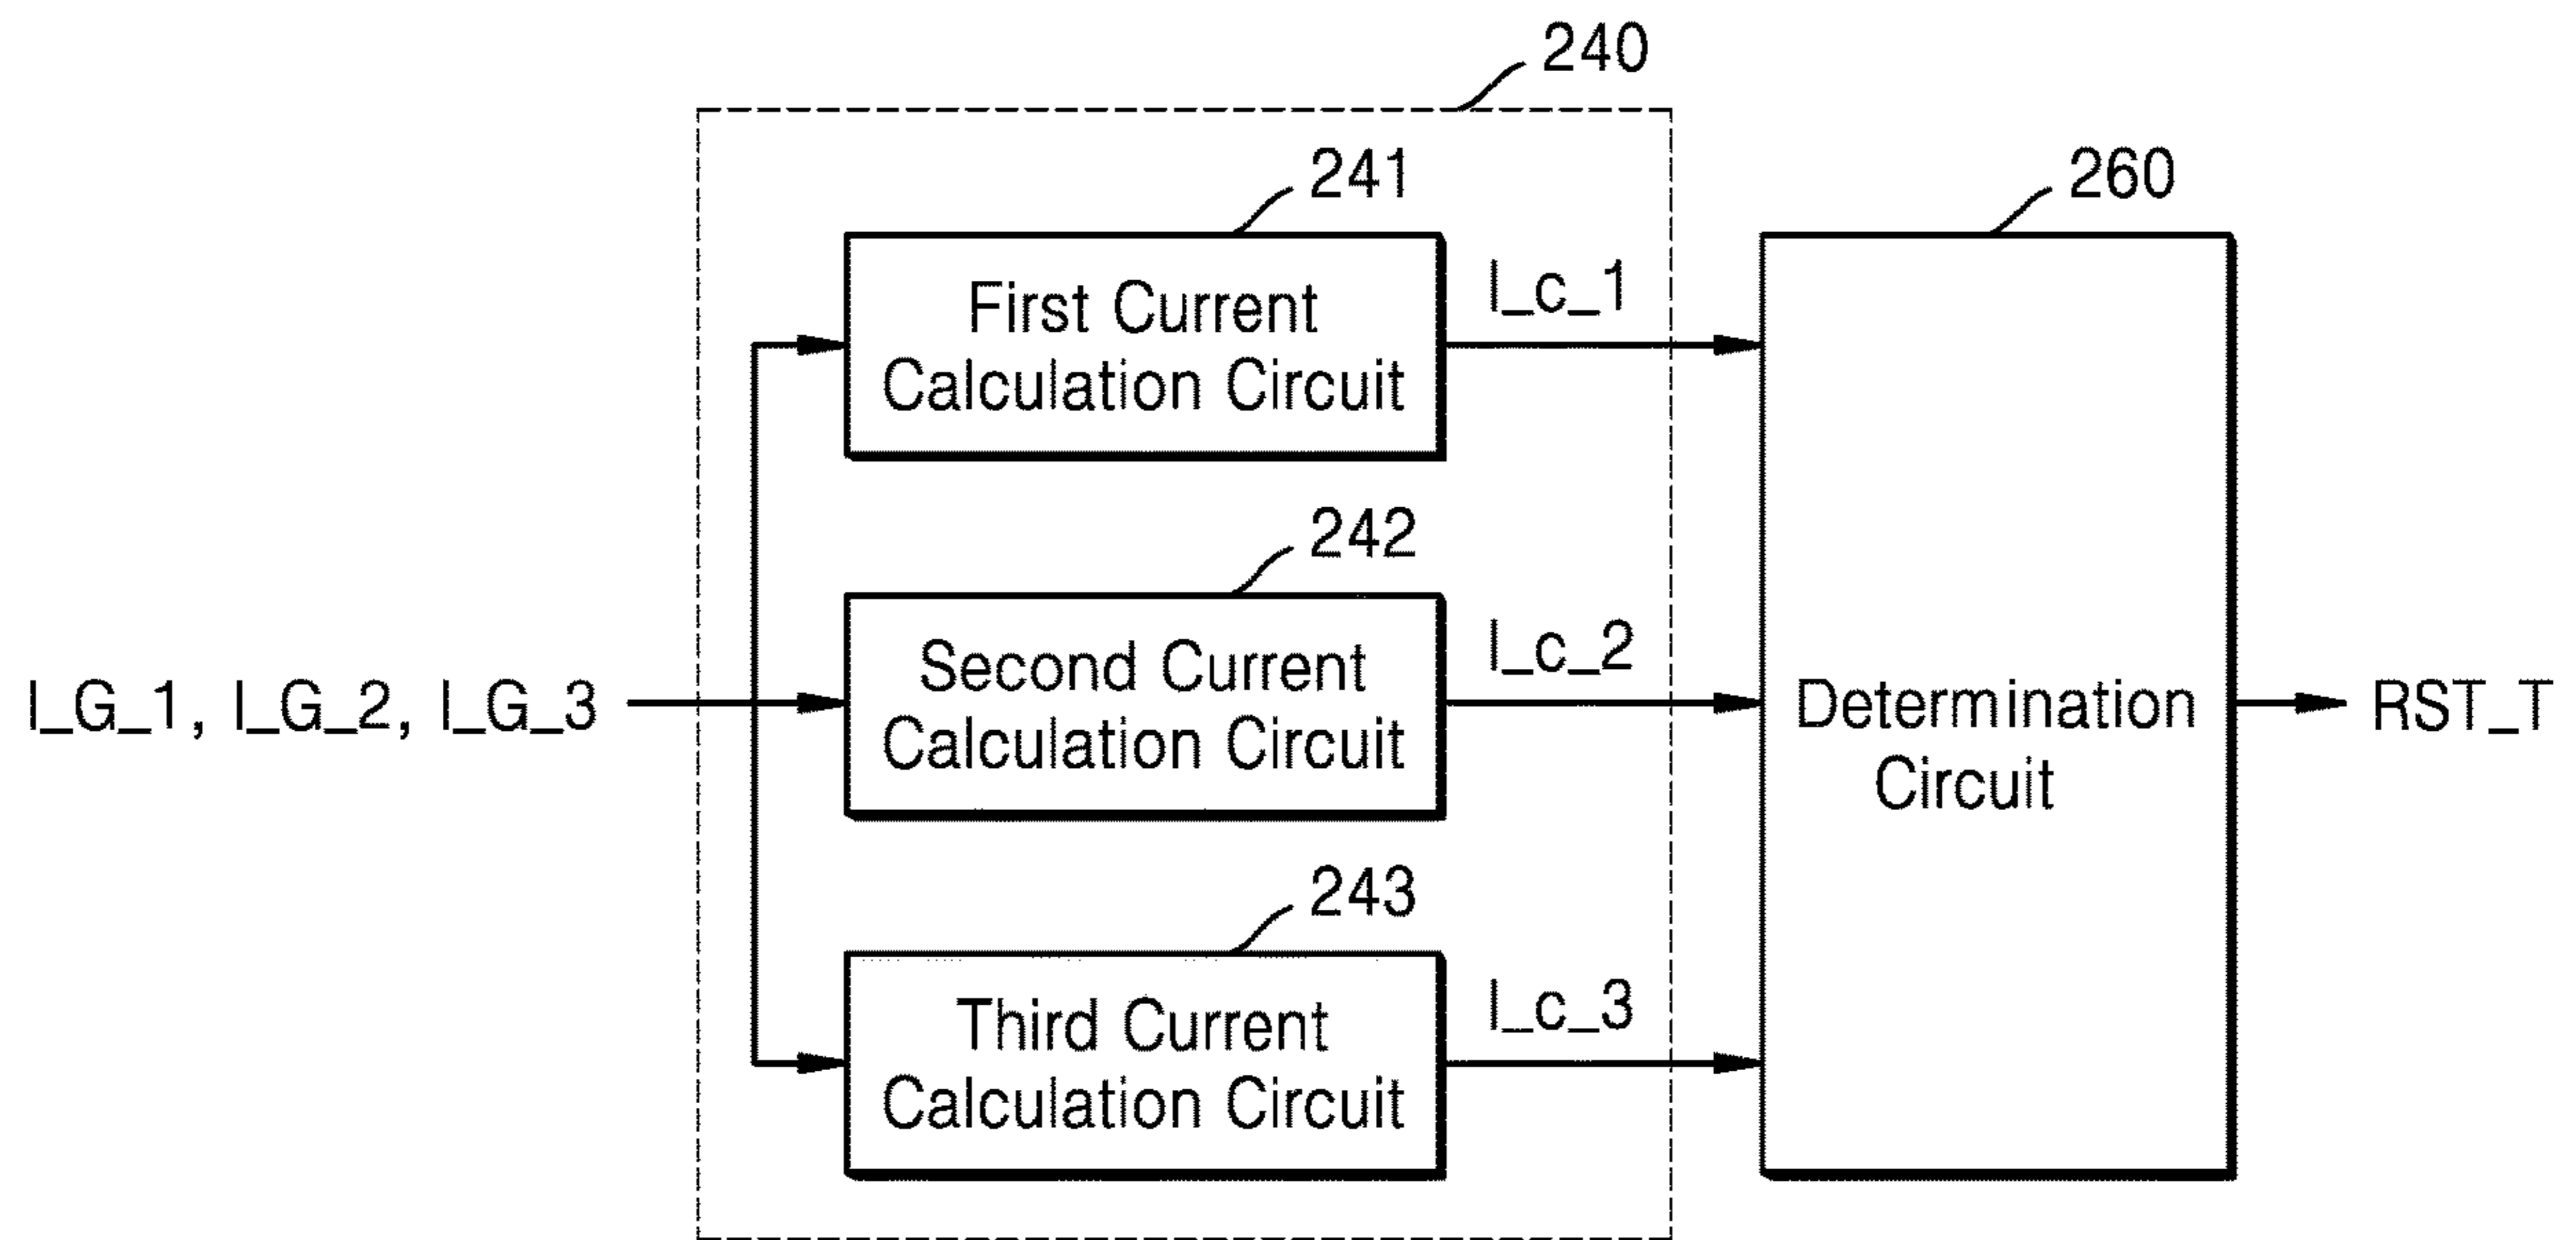 240
241
260
First Current
Calculation Circuit
I_c_1
242
Second Current
Calculation Circuit
I_c_2
I_G_1, I_G_2, I_G_3
Determination
Circuit
RST_T
243
Third Current
Calculation Circuit
I_c_3